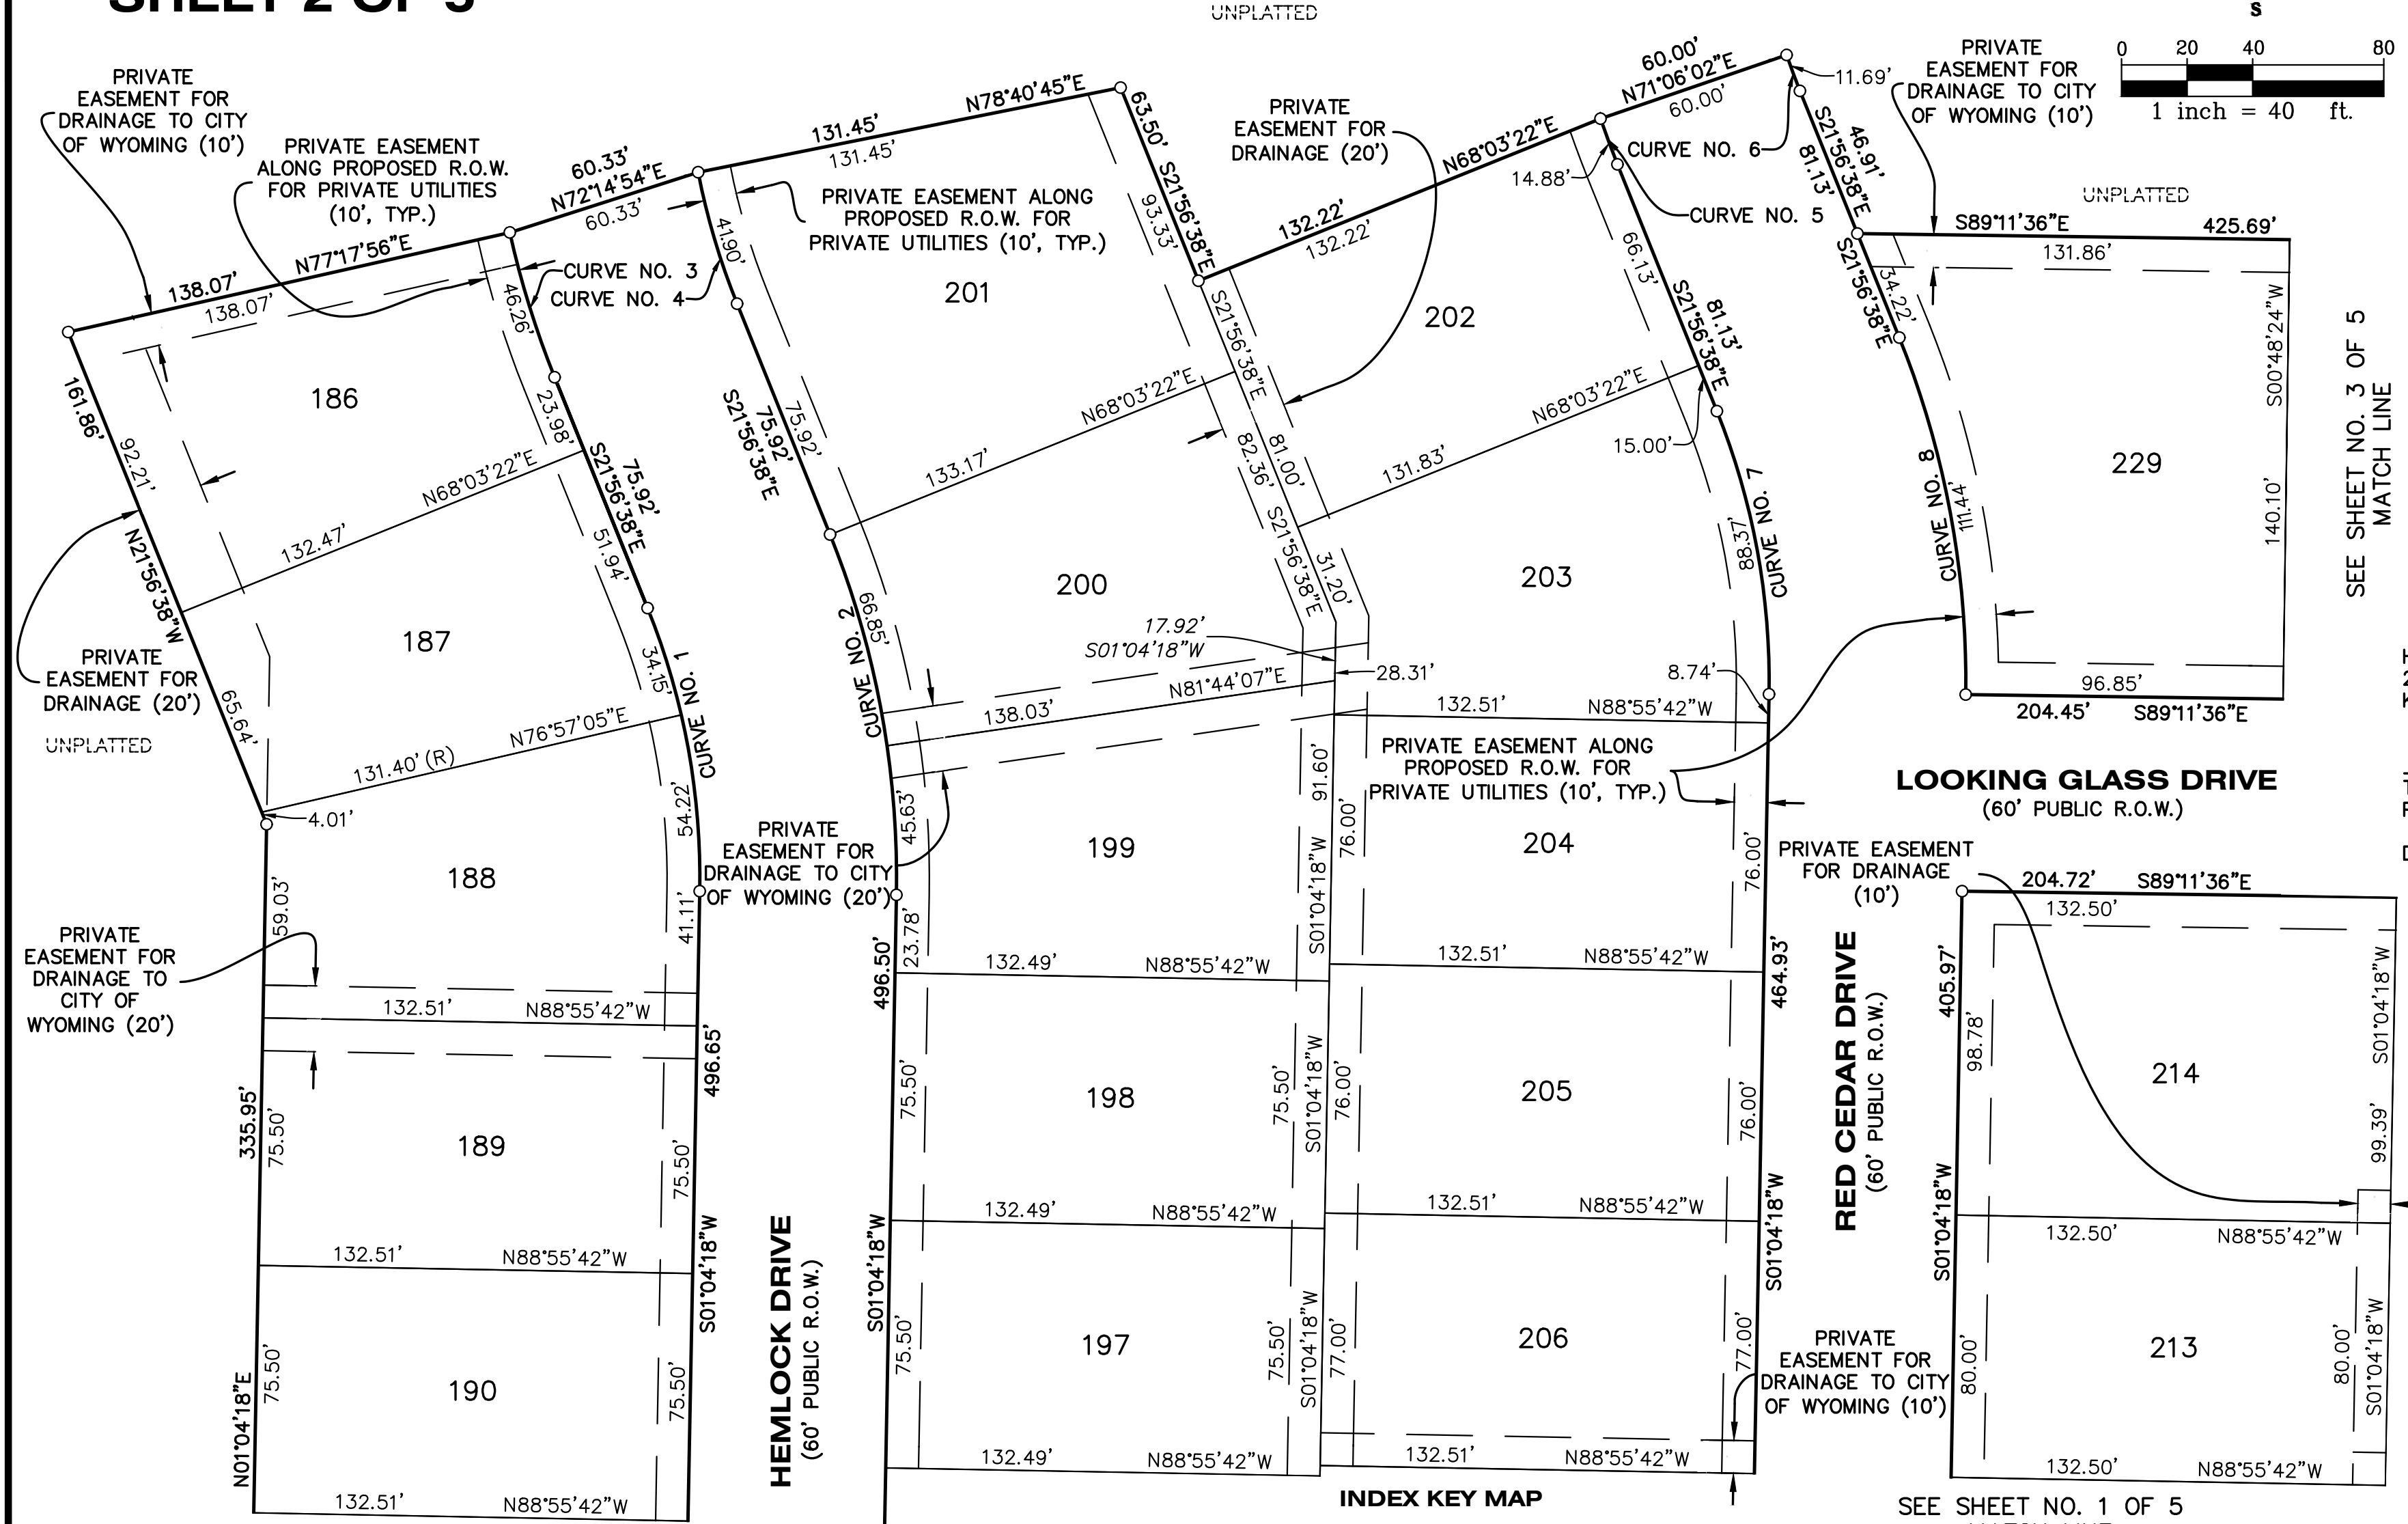 SHEET 2 OF 5
UNPLATTED
S
0 20 40 80
1 inch = 40 ft.
PRIVATE
EASEMENT FOR
DRAINAGE TO CITY
OF WYOMING (10')
PRIVATE EASEMENT
ALONG PROPOSED R.O.W.
FOR PRIVATE UTILITIES
(10', TYP.)
60.33'
N72°14'54"E
60.33'
131.45'
N78°40'45"E
131.45'
PRIVATE EASEMENT ALONG
PROPOSED R.O.W. FOR
PRIVATE UTILITIES (10', TYP.)
63.50'
S21°56'38"E
93.33'
PRIVATE
EASEMENT FOR
DRAINAGE (20')
132.22'
N68°03'22"E
132.22'
60.00'
N71°06'02"E
60.00'
11.69'
14.88'
CURVE NO. 6
CURVE NO. 5
PRIVATE
EASEMENT FOR
DRAINAGE TO CITY
OF WYOMING (10')
S21°56'38"E
46.91'
81.13'
UNPLATTED
S89°11'36"E
425.69'
131.86'
S21°56'38"E
34.22'
S00°48'24"W
140.10'
SEE SHEET NO. 3 OF 5
MATCH LINE
138.07'
N77°17'56"E
138.07'
CURVE NO. 3
CURVE NO. 4
46.26'
41.90'
186
201
202
229
161.86'
92.21'
23.98'
N68°03'22"E
132.47'
S21°56'38"E
75.92'
51.94'
75.92'
S21°56'38"E
75.92'
N68°03'22"E
133.17'
S21°56'38"E
66.13'
S21°56'38"E
81.13'
N68°03'22"E
131.83'
15.00'
82.36'
81.00'
S21°56'38"E
31.20'
N21°56'38"W
187
200
203
34.15'
CURVE NO. 1
CURVE NO. 2
66.85'
88.37'
CURVE NO. 7
CURVE NO. 8
111.44'
PRIVATE
EASEMENT FOR
DRAINAGE (20')
UNPLATTED
65.64'
131.40' (R)
N76°57'05"E
4.01'
17.92'
S01°04'18"W
28.31'
8.74'
138.03'
N81°44'07"E
132.51'
N88°55'42"W
96.85'
204.45'
S89°11'36"E
PRIVATE EASEMENT ALONG
PROPOSED R.O.W. FOR
PRIVATE UTILITIES (10', TYP.)
LOOKING GLASS DRIVE
(60' PUBLIC R.O.W.)
PRIVATE
EASEMENT FOR
DRAINAGE TO CITY
OF WYOMING (20')
54.22'
45.63'
91.60'
76.00'
76.00'
188
199
204
59.03'
41.11'
23.78'
496.50'
S01°04'18"W
PRIVATE EASEMENT
FOR DRAINAGE
(10')
204.72'
S89°11'36"E
132.50'
PRIVATE
EASEMENT FOR
DRAINAGE TO
CITY OF
WYOMING (20')
132.51'
N88°55'42"W
132.49'
N88°55'42"W
132.51'
N88°55'42"W
464.93'
RED CEDAR DRIVE
(60' PUBLIC R.O.W.)
405.97'
98.78'
S01°04'18"W
99.39'
214
335.95'
75.50'
189
75.50'
496.65'
75.50'
198
75.50'
S01°04'18"W
76.00'
205
76.00'
132.51'
N88°55'42"W
132.49'
N88°55'42"W
132.51'
N88°55'42"W
132.50'
N88°55'42"W
S01°04'18"W
HEMLOCK DRIVE
(60' PUBLIC R.O.W.)
S01°04'18"W
S01°04'18"W
S01°04'18"W
N01°04'18"E
75.50'
190
75.50'
75.50'
197
75.50'
S01°04'18"W
77.00'
206
77.00'
PRIVATE
EASEMENT FOR
DRAINAGE TO CITY
OF WYOMING (10')
80.00'
213
80.00'
S01°04'18"W
132.51'
N88°55'42"W
132.49'
N88°55'42"W
132.51'
N88°55'42"W
132.50'
N88°55'42"W
INDEX KEY MAP
SEE SHEET NO. 1 OF 5